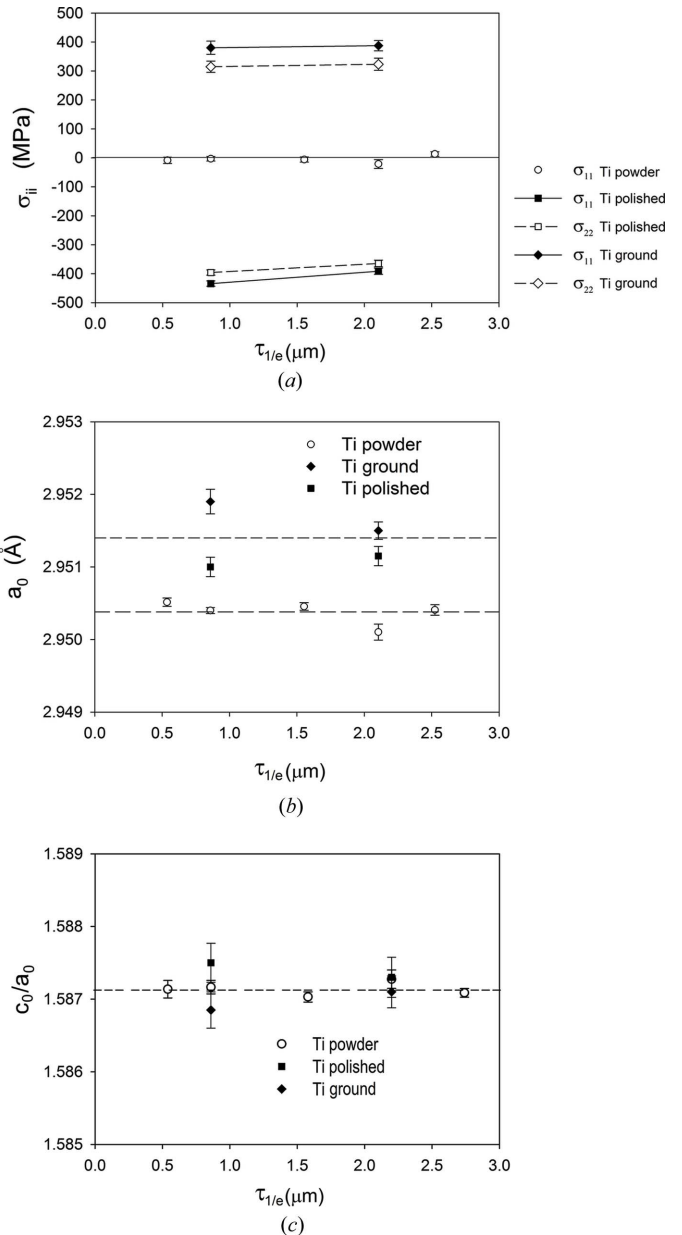 500
400
300
200
100
0
-100
-200
-300
-400
-500
σii (MPa)
0.0 0.5 1.0 1.5 2.0 2.5 3.0
τ1/e (μm)
σ11 Ti powder
σ11 Ti polished
σ22 Ti polished
σ11 Ti ground
σ22 Ti ground
(a)
2.953
2.952
2.951
2.950
2.949
a0 (Å)
Ti powder
Ti ground
Ti polished
0.0 0.5 1.0 1.5 2.0 2.5 3.0
τ1/e (μm)
(b)
1.589
1.588
1.587
1.586
1.585
c0/a0
Ti powder
Ti polished
Ti ground
0.0 0.5 1.0 1.5 2.0 2.5 3.0
τ1/e (μm)
(c)